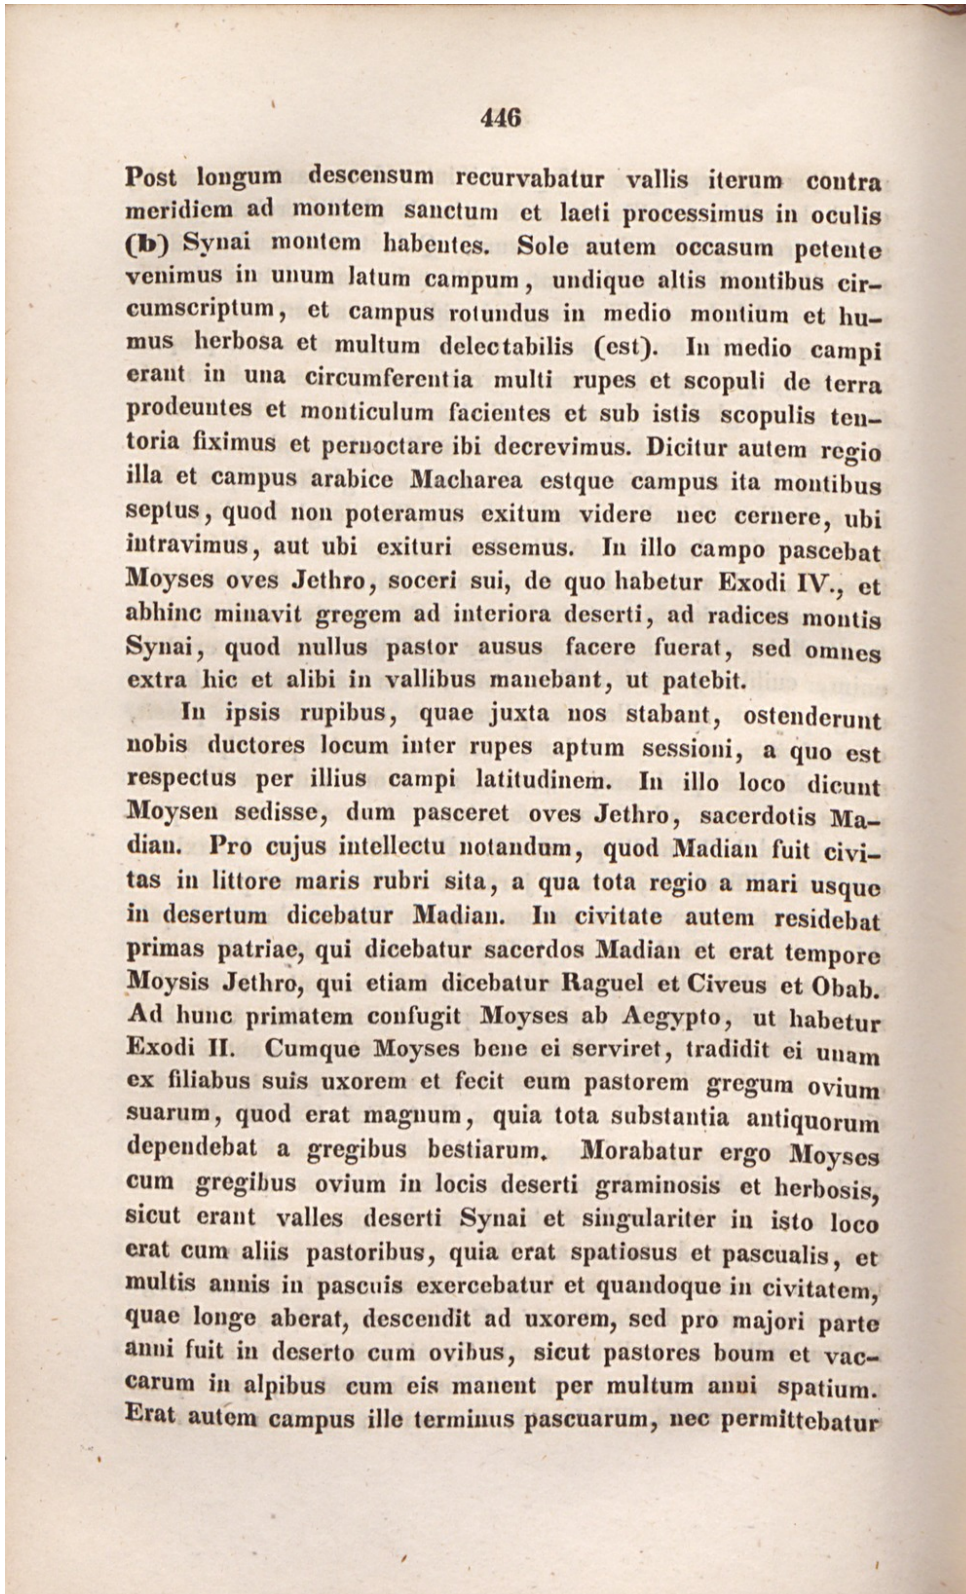 446
Post longum descensum recurvabatur vallis iterum contra
meridiem ad montem sanctum et laeti processimus in oculis
(b) Synai montem habentes. Sole autem occasum petente
venimus in unum latum campum, undique altis montibus cir-
cumscriptum, et campus rotundus in medio montium et hu-
mus herbosa et multum delectabilis (est). In medio campi
erant in una circumferentia multi rupes et scopuli de terra
prodeuntes et monticulum facientes et sub istis scopulis ten-
toria fiximus et pernoctare ibi decrevimus. Dicitur autem regio
illa et campus arabice Macharea estque campus ita montibus
septus, quod non poteramus exitum videre nec cernere, ubi
intravimus, aut ubi exituri essemus. In illo campo pascebat
Moyses oves Jethro, soceri sui, de quo habetur Exodi IV., et
abhinc minavit gregem ad interiora deserti, ad radices montis
Synai, quod nullus pastor ausus facere fuerat, sed omnes
extra hic et alibi in vallibus manebant, ut patebit.
In ipsis rupibus, quae juxta nos stabant, ostenderunt
nobis ductores locum inter rupes aptum sessioni, a quo est
respectus per illius campi latitudinem. In illo loco dicunt
Moysen sedisse, dum pasceret oves Jethro, sacerdotis Ma-
dian. Pro cujus intellectu notandum, quod Madian fuit civi-
tas in littore maris rubri sita, a qua tota regio a mari usque
in desertum dicebatur Madian. In civitate autem residebat
primas patriae, qui dicebatur sacerdos Madian et erat tempore
Moysis Jethro, qui etiam dicebatur Raguel et Civeus et Obab.
Ad hunc primatem confugit Moyses ab Aegypto, ut habetur
Exodi II. Cumque Moyses bene ei serviret, tradidit ei unam
ex filiabus suis uxorem et fecit eum pastorem gregum ovium
suarum, quod erat magnum, quia tota substantia antiquorum
dependebat a gregibus bestiarum. Morabatur ergo Moyses
cum gregibus ovium in locis deserti graminosis et herbosis,
sicut erant valles deserti Synai et singulariter in isto loco
erat cum aliis pastoribus, quia erat spatiosus et pascualis, et
multis annis in pascuis exercebatur et quandoque in civitatem,
quae longe aberat, descendit ad uxorem, sed pro majori parte
anni fuit in deserto cum ovibus, sicut pastores boum et vac-
carum in alpibus cum eis manent per multum anni spatium.
Erat autem campus ille terminus pascuarum, nec permittebatur